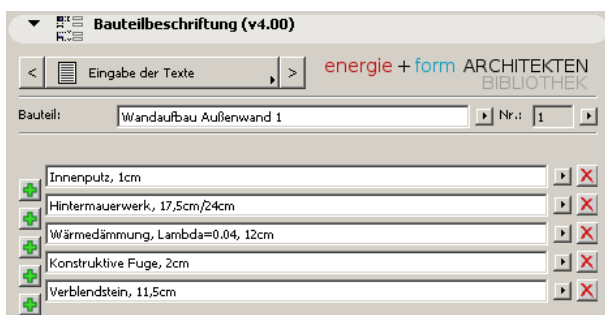 Bauteilbeschriftung (v4.00)
< Eingabe der Texte >
energie + form ARCHITEKTEN
BIBLIOTHEK
Bauteil: Wandaufbau Außenwand 1 Nr.: 1
Innenputz, 1cm
Hintermauerwerk, 17,5cm/24cm
Wärmedämmung, Lambda=0.04, 12cm
Konstruktive Fuge, 2cm
Verblendstein, 11,5cm